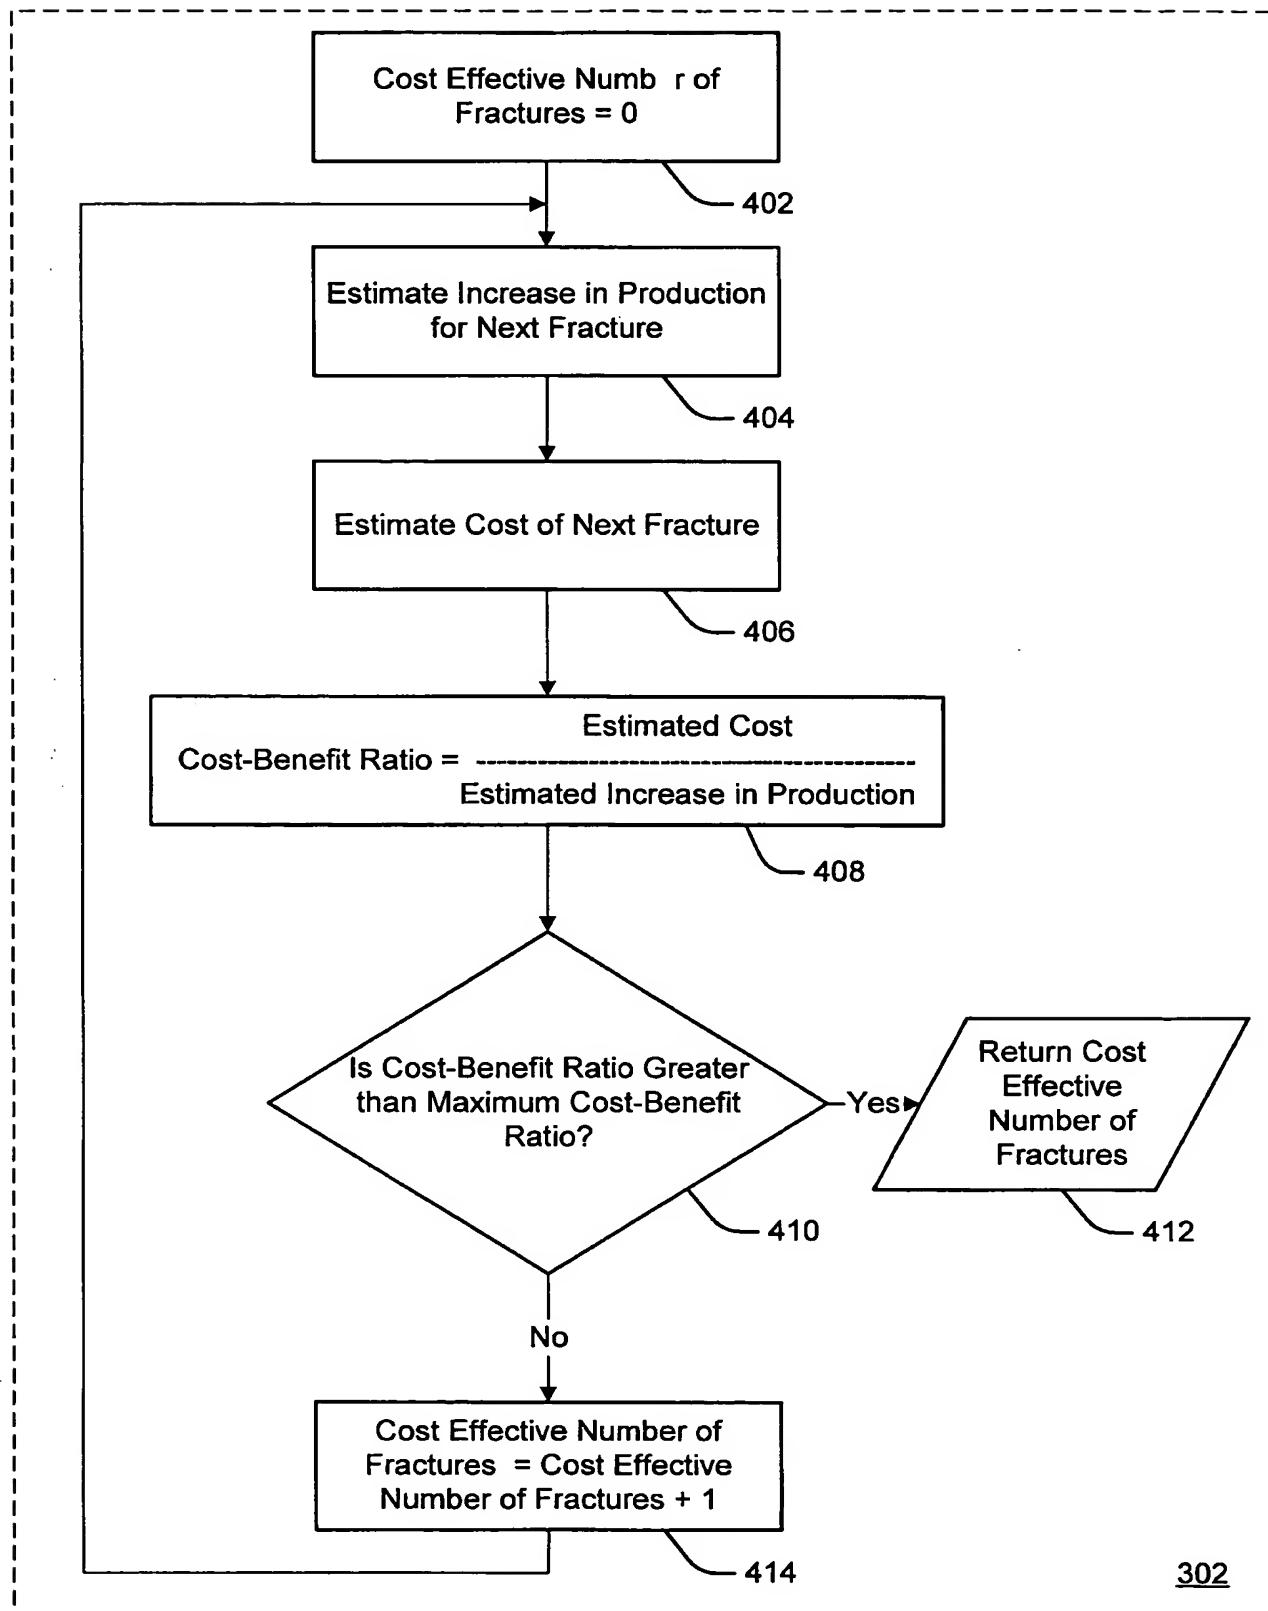 Cost Effective Numb r of
Fractures = 0
402
Estimate Increase in Production
for Next Fracture
404
Estimate Cost of Next Fracture
406
Estimated Cost
Cost-Benefit Ratio = ------------------------------------------
Estimated Increase in Production
408
Is Cost-Benefit Ratio Greater
than Maximum Cost-Benefit
Ratio?
Yes
410
Return Cost
Effective
Number of
Fractures
412
No
Cost Effective Number of
Fractures = Cost Effective
Number of Fractures + 1
414
302